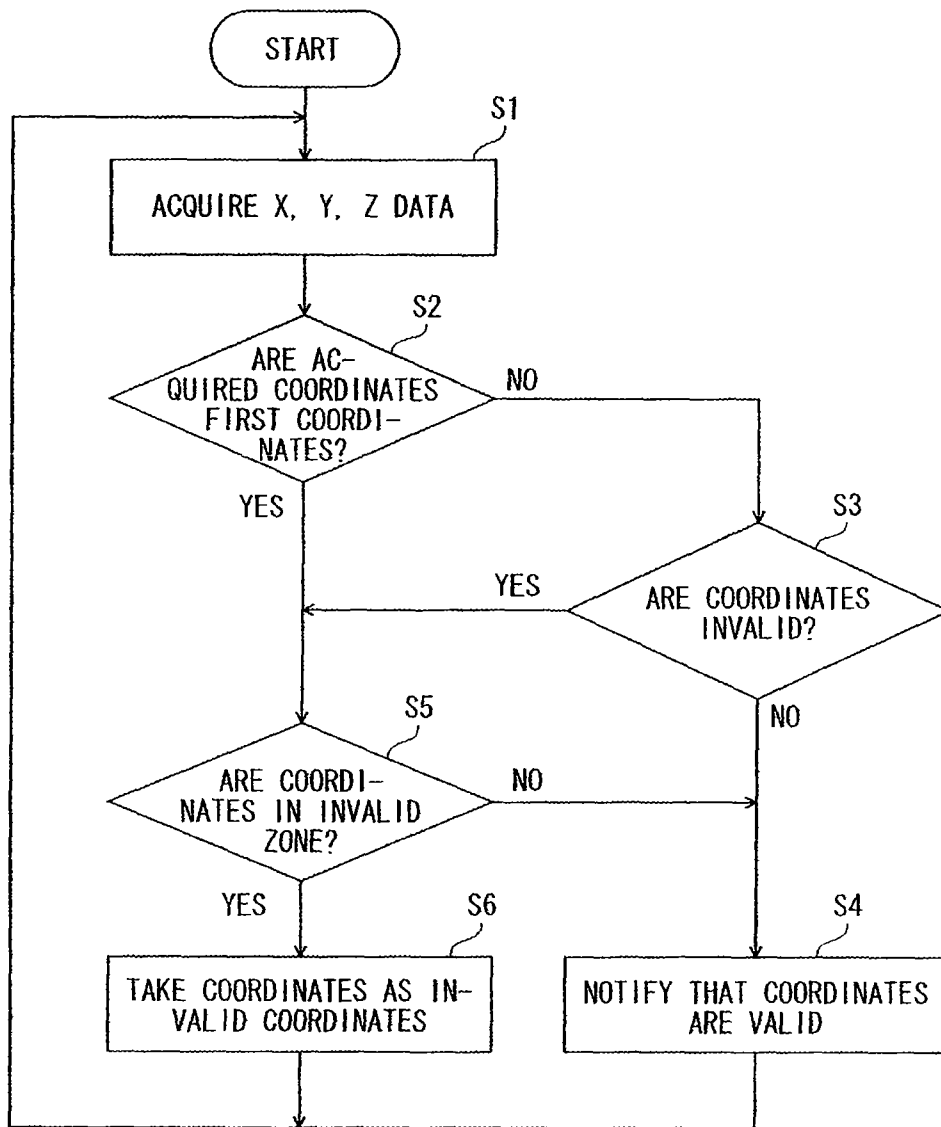 START
S1
ACQUIRE X, Y, Z DATA
S2
ARE AC-
QUIRED COORDINATES
FIRST COORDI-
NATES?
NO
YES
S3
ARE COORDINATES
INVALID?
YES
NO
S5
ARE COORDI-
NATES IN INVALID
ZONE?
NO
YES
S6
TAKE COORDINATES AS IN-
VALID COORDINATES
S4
NOTIFY THAT COORDINATES
ARE VALID